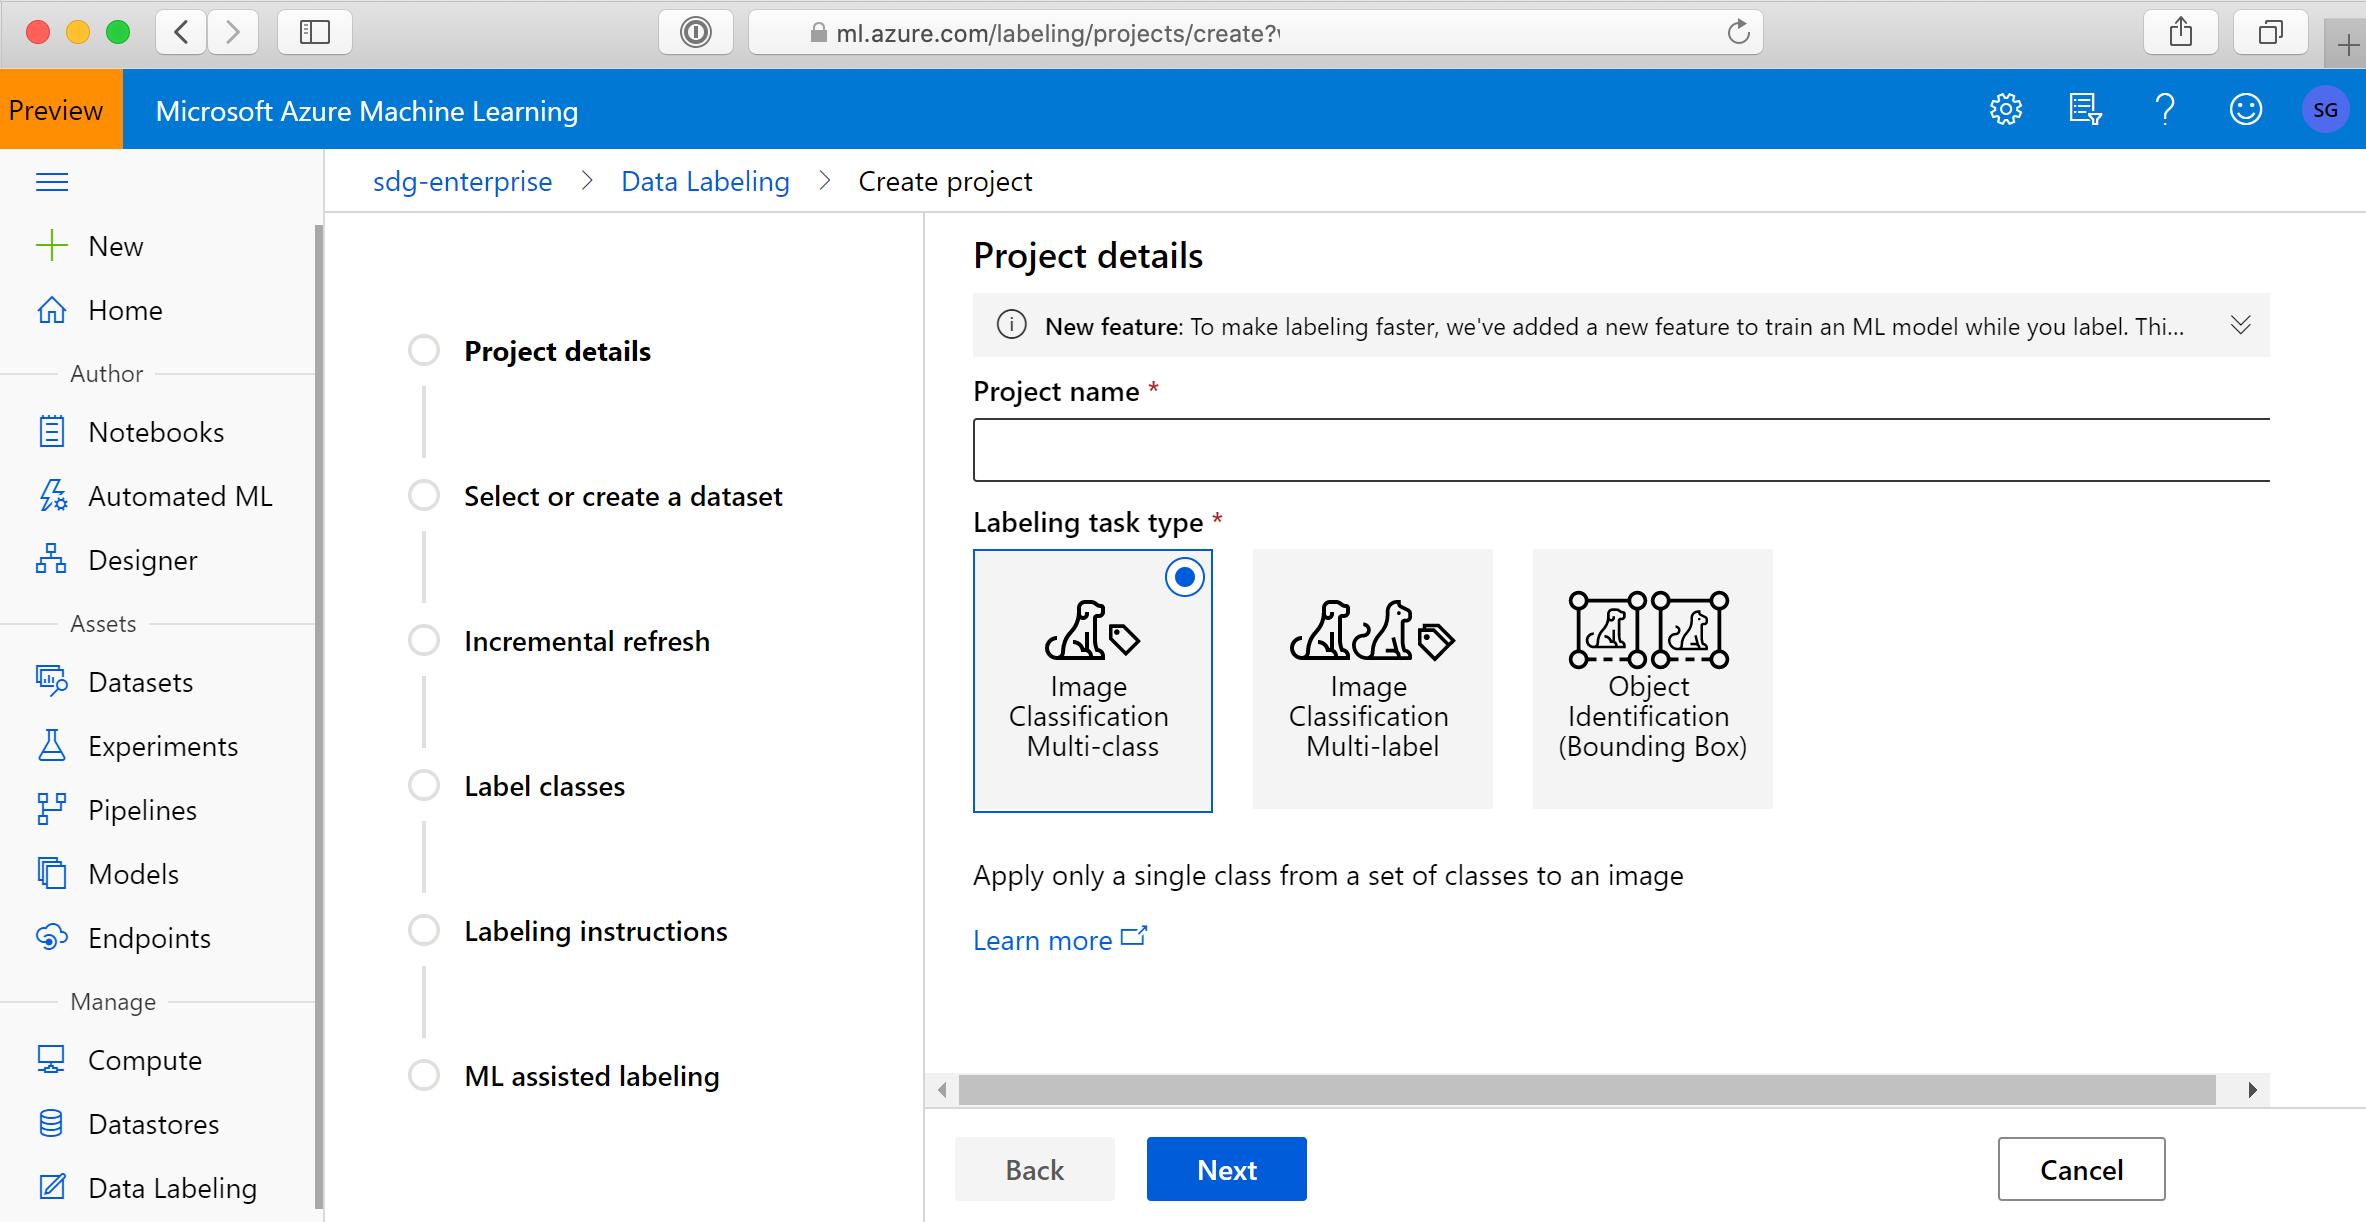 ml.azure.com/labeling/projects/create?
Preview
Microsoft Azure Machine Learning
SG
sdg-enterprise > Data Labeling > Create project
New
Home
Author
Notebooks
Automated ML
Designer
Assets
Datasets
Experiments
Pipelines
Models
Endpoints
Manage
Compute
Datastores
Data Labeling
Project details
Select or create a dataset
Incremental refresh
Label classes
Labeling instructions
ML assisted labeling
Project details
New feature: To make labeling faster, we've added a new feature to train an ML model while you label. Thi...
Project name *
Labeling task type *
Image
Classification
Multi-class
Image
Classification
Multi-label
Object
Identification
(Bounding Box)
Apply only a single class from a set of classes to an image
Learn more
Back
Next
Cancel